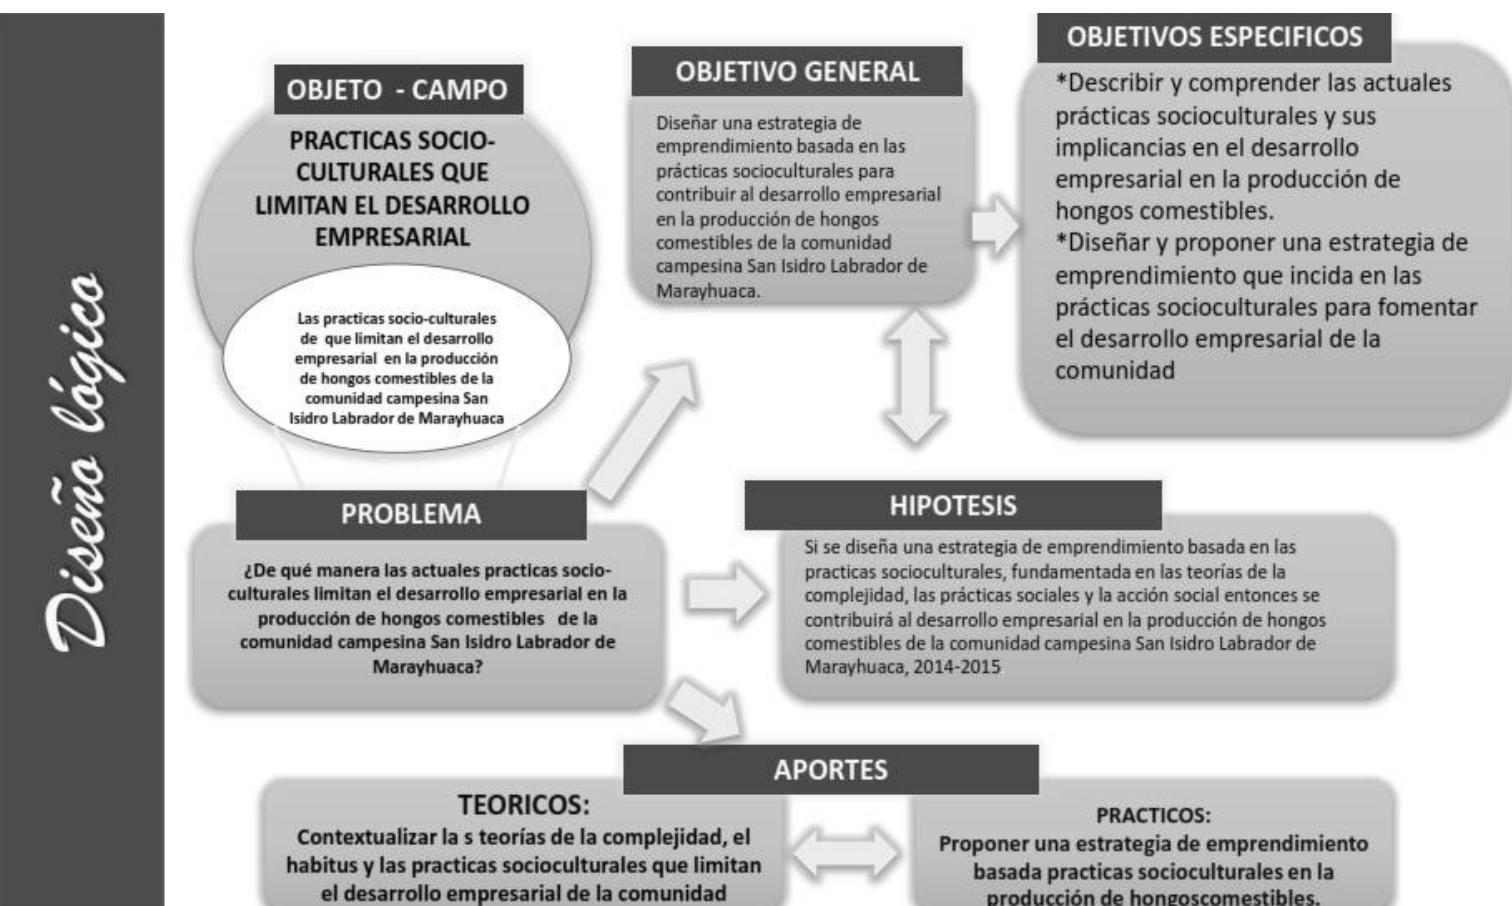 Diseño lógico
OBJETO - CAMPO
PRACTICAS SOCIO-
CULTURALES QUE
LIMITAN EL DESARROLLO
EMPRESARIAL
Las practicas socio-culturales
de que limitan el desarrollo
empresarial en la producción
de hongos comestibles de la
comunidad campesina San
Isidro Labrador de Marayhuaca
OBJETIVO GENERAL
Diseñar una estrategia de
emprendimiento basada en las
prácticas socioculturales para
contribuir al desarrollo empresarial
en la producción de hongos
comestibles de la comunidad
campesina San Isidro Labrador de
Marayhuaca.
OBJETIVOS ESPECIFICOS
*Describir y comprender las actuales
prácticas socioculturales y sus
implicancias en el desarrollo
empresarial en la producción de
hongos comestibles.
*Diseñar y proponer una estrategia de
emprendimiento que incida en las
prácticas socioculturales para fomentar
el desarrollo empresarial de la
comunidad
PROBLEMA
¿De qué manera las actuales practicas socio-
culturales limitan el desarrollo empresarial en la
producción de hongos comestibles de la
comunidad campesina San Isidro Labrador de
Marayhuaca?
HIPOTESIS
Si se diseña una estrategia de emprendimiento basada en las
practicas socioculturales, fundamentada en las teorías de la
complejidad, las prácticas sociales y la acción social entonces se
contribuirá al desarrollo empresarial en la producción de hongos
comestibles de la comunidad campesina San Isidro Labrador de
Marayhuaca, 2014-2015.
APORTES
TEORICOS:
Contextualizar la s teorías de la complejidad, el
habitus y las practicas socioculturales que limitan
el desarrollo empresarial de la comunidad
PRACTICOS:
Proponer una estrategia de emprendimiento
basada practicas socioculturales en la
producción de hongoscomestibles.